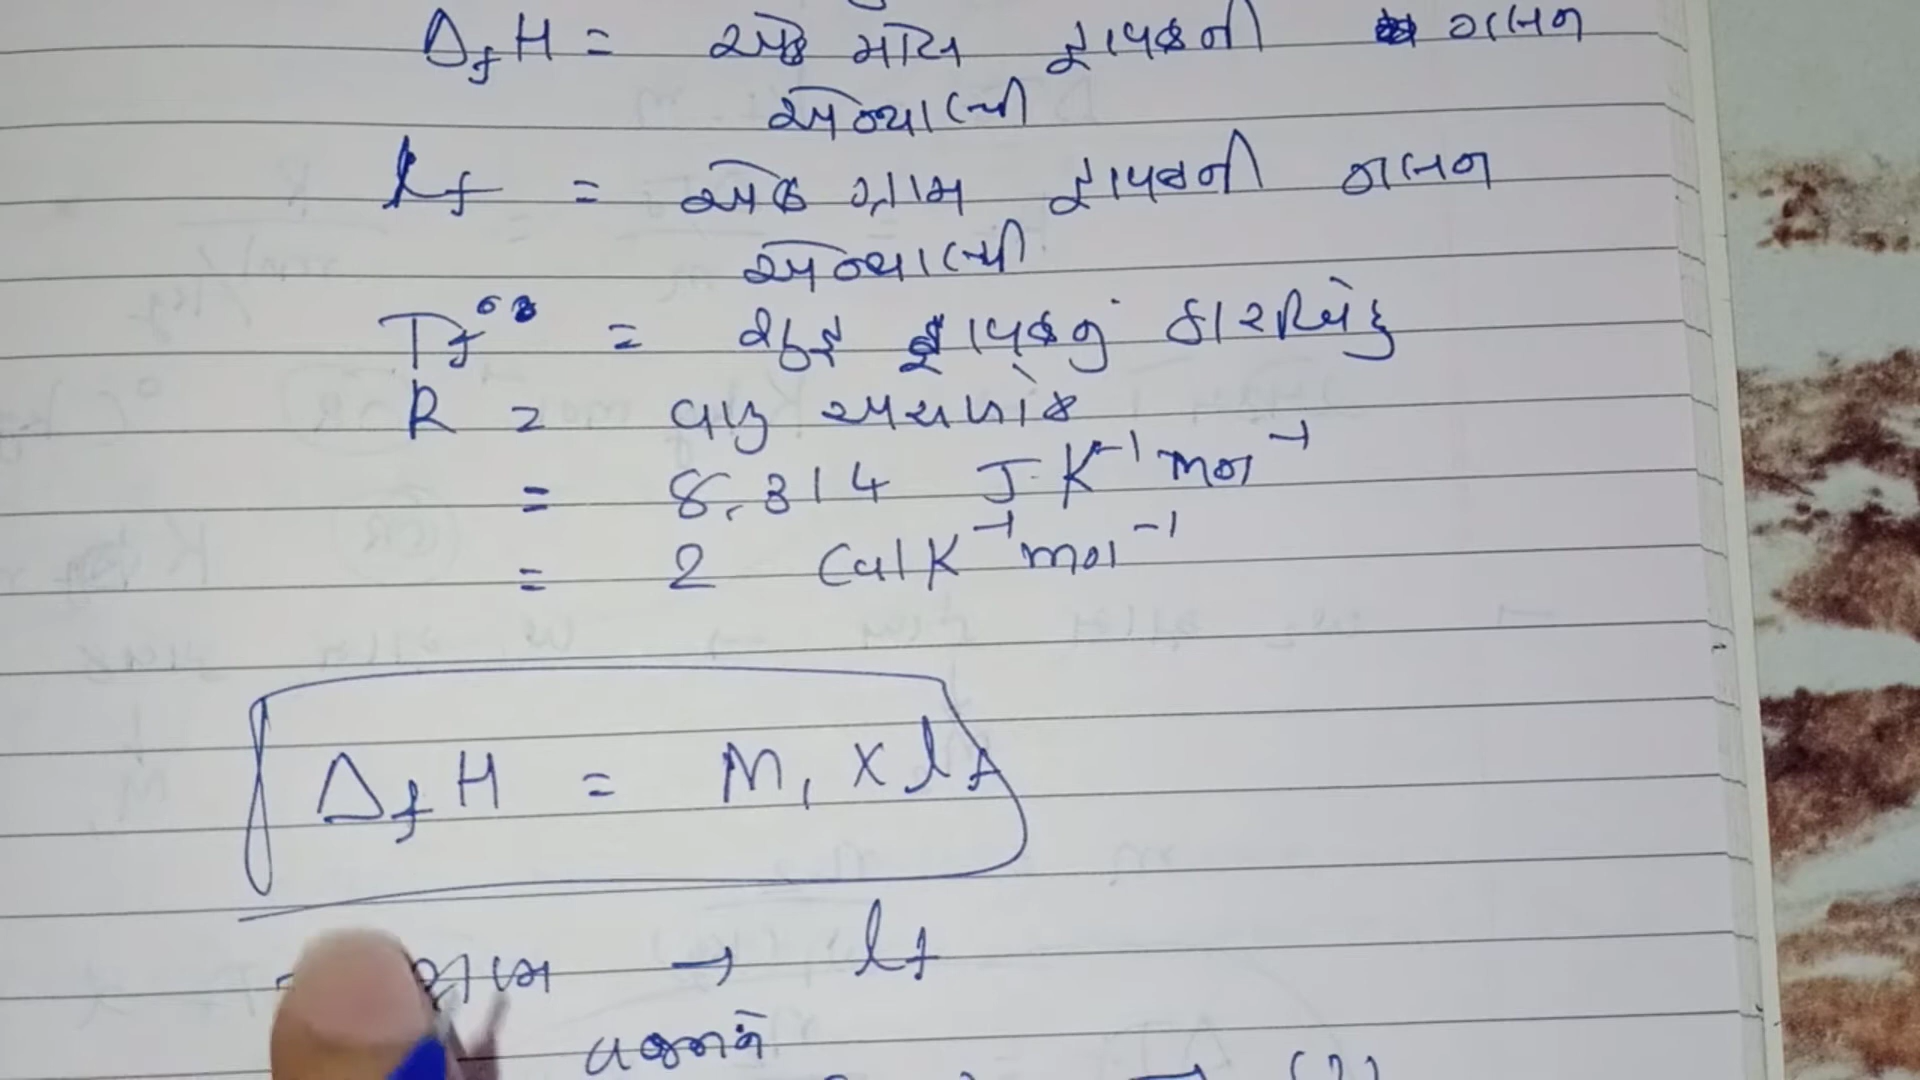 ΔfH = એક મોલ દ્રાવકની ગલન
એન્થાલ્પી
lf = એક ગ્રામ દ્રાવકની ગલન
એન્થાલ્પી
Tf° = શુદ્ધ દ્રાવકનું ઠારબિંદુ
R = વાયુ અચળાંક
= 8.314 J K⁻¹ mol⁻¹
= 2 Cal K⁻¹ mol⁻¹
ΔfH = M₁ × lf
ગ્રામ → lf
વજનને
(?)